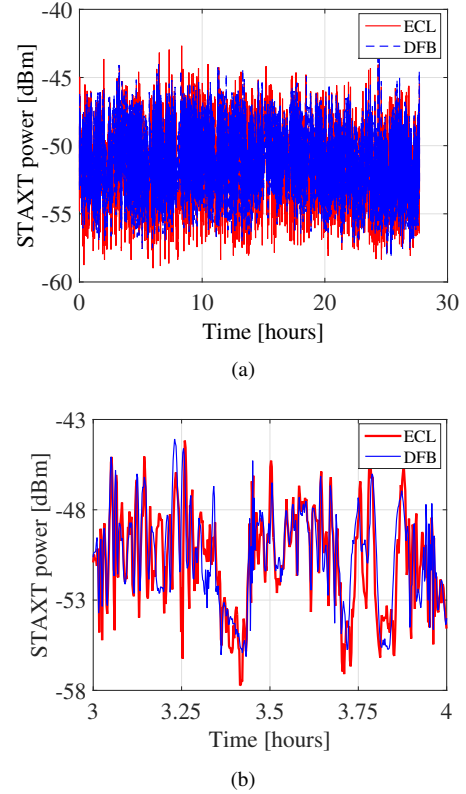 -40
ECL
DFB
-45
-50
-55
-60
STAXT power [dBm]
0
10
20
30
Time [hours]
(a)
-43
ECL
DFB
-48
-53
-58
STAXT power [dBm]
3
3.25
3.5
3.75
4
Time [hours]
(b)